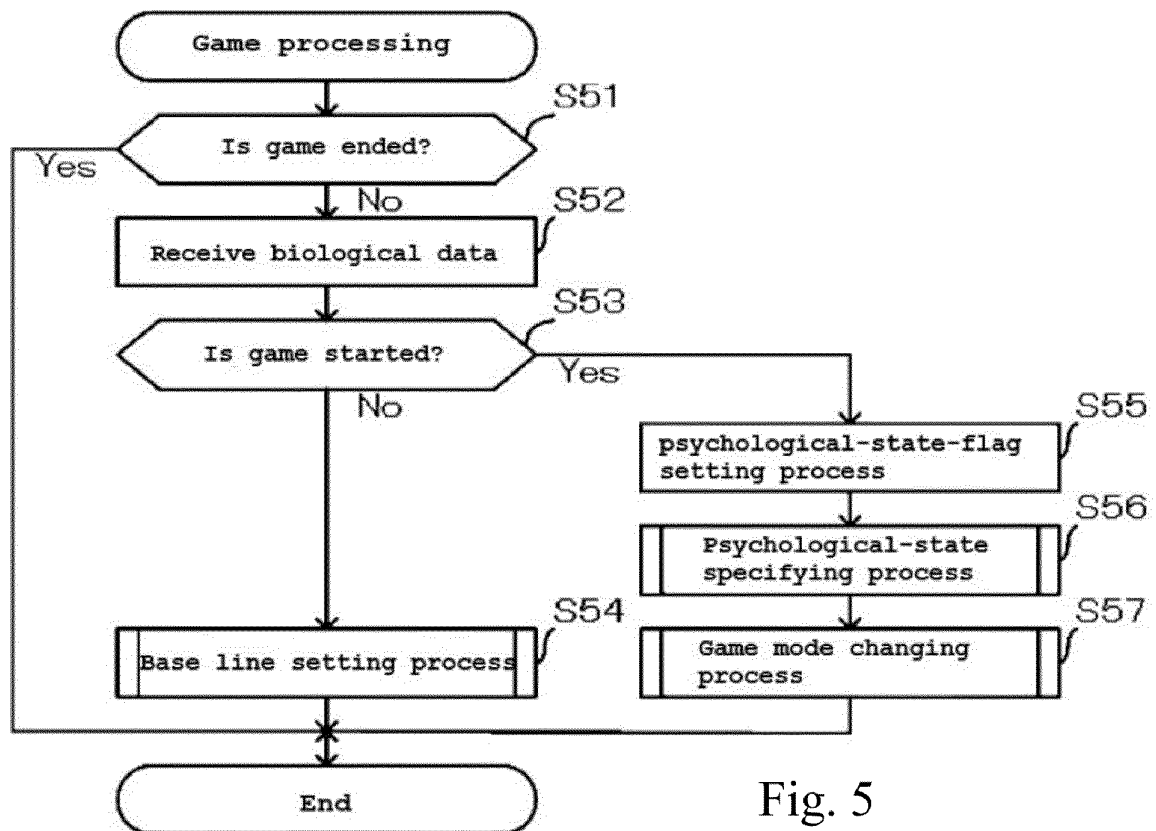 Game processing
S51
Is game ended?
Yes
No
S52
Receive biological data
S53
Is game started?
Yes
No
S55
psychological-state-flag
setting process
S56
Psychological-state
specifying process
S54
Base line setting process
S57
Game mode changing
process
End
Fig. 5